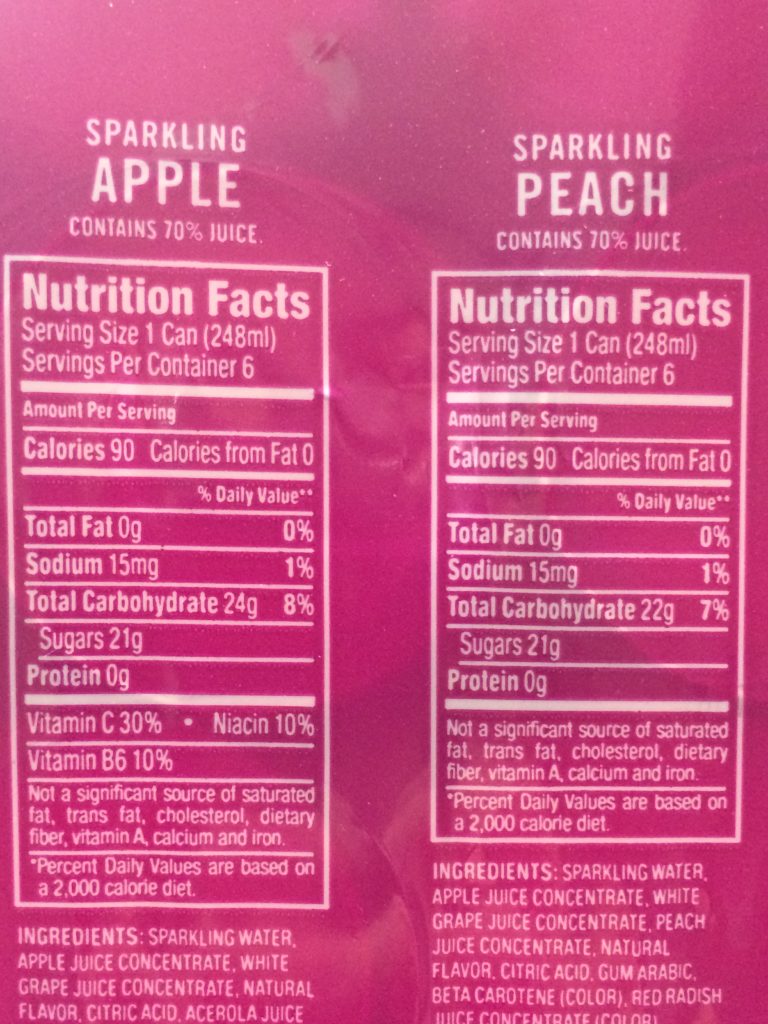 SPARKLING
APPLE
CONTAINS 70% JUICE.
Nutrition Facts
Serving Size 1 Can (248ml)
Servings Per Container 6
Amount Per Serving
Calories 90 Calories from Fat 0
% Daily Value**
Total Fat 0g 0%
Sodium 15mg 1%
Total Carbohydrate 24g 8%
Sugars 21g
Protein 0g
Vitamin C 30% • Niacin 10%
Vitamin B6 10%
Not a significant source of saturated
fat, trans fat, cholesterol, dietary
fiber, vitamin A, calcium and iron.
*Percent Daily Values are based on
a 2,000 calorie diet.
INGREDIENTS: SPARKLING WATER,
APPLE JUICE CONCENTRATE, WHITE
GRAPE JUICE CONCENTRATE, NATURAL
FLAVOR, CITRIC ACID, ACEROLA JUICE
SPARKLING
PEACH
CONTAINS 70% JUICE.
Nutrition Facts
Serving Size 1 Can (248ml)
Servings Per Container 6
Amount Per Serving
Calories 90 Calories from Fat 0
% Daily Value**
Total Fat 0g 0%
Sodium 15mg 1%
Total Carbohydrate 22g 7%
Sugars 21g
Protein 0g
Not a significant source of saturated
fat, trans fat, cholesterol, dietary
fiber, vitamin A, calcium and iron.
*Percent Daily Values are based on
a 2,000 calorie diet.
INGREDIENTS: SPARKLING WATER,
APPLE JUICE CONCENTRATE, WHITE
GRAPE JUICE CONCENTRATE, PEACH
JUICE CONCENTRATE, NATURAL
FLAVOR, CITRIC ACID, GUM ARABIC,
BETA CAROTENE (COLOR), RED RADISH
JUICE CONCENTRATE (COLOR)